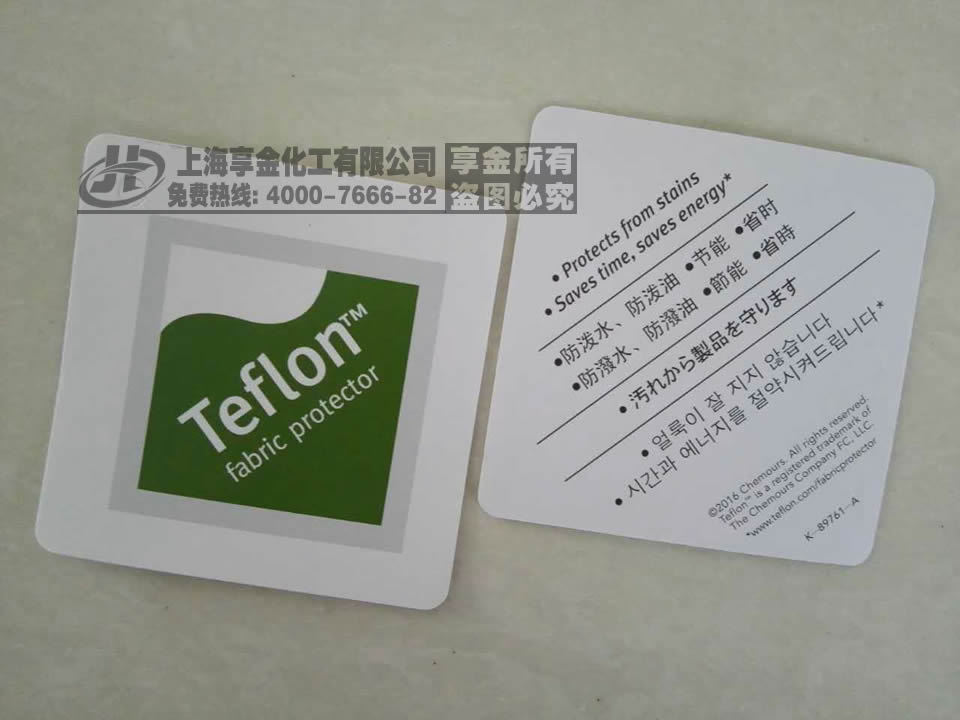 上海享金化工有限公司
免费热线: 4000-7666-82
享金所有
盗图必究
Teflon™
fabric protector
• Protects from stains
• Saves time, saves energy*
•防泼水、防泼油 •节能 •省时
•防潑水、防潑油 •節能 •省時
• 汚れから製品を守ります
• 얼룩이 잘 지지 않습니다
• 시간과 에너지를 절약시켜드립니다*
©2016 Chemours. All rights reserved.
Teflon™ is a registered trademark of
The Chemours Company FC, LLC.
*www.teflon.com/fabricprotector
K-89761-A